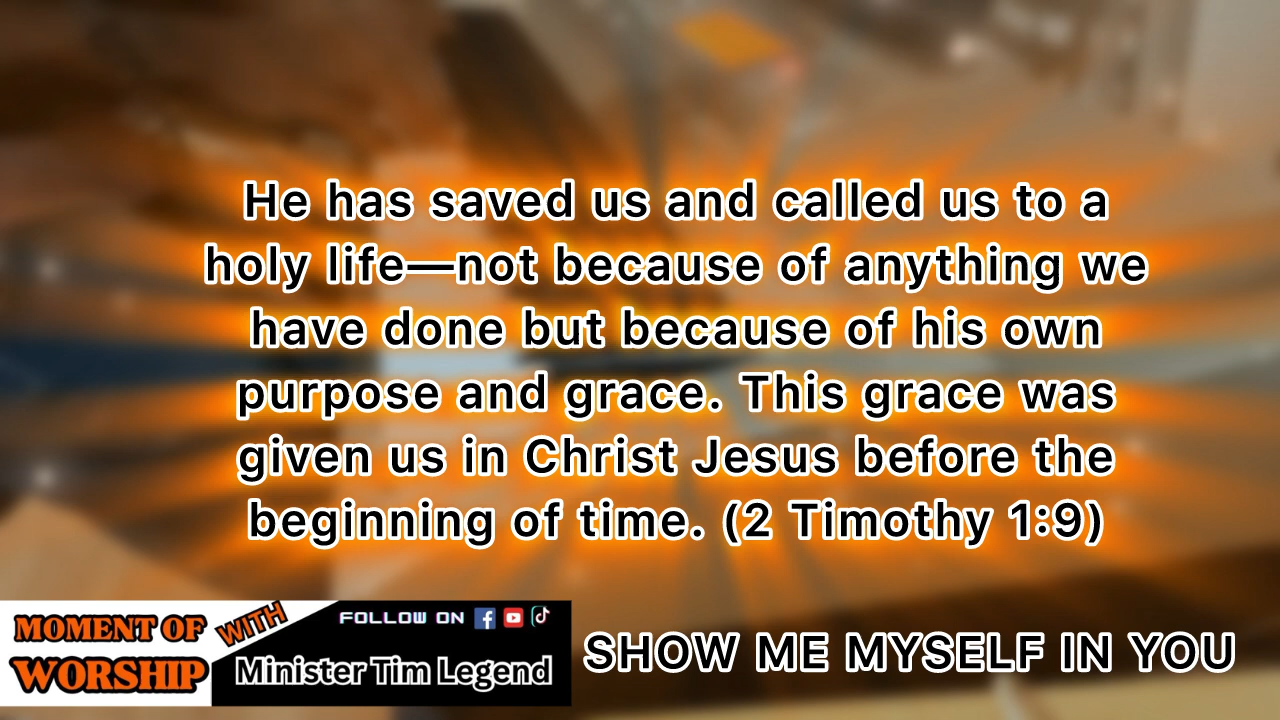 He has saved us and called us to a
holy life—not because of anything we
have done but because of his own
purpose and grace. This grace was
given us in Christ Jesus before the
beginning of time. (2 Timothy 1:9)
MOMENT OF
WORSHIP
WITH
FOLLOW ON
Minister Tim Legend
SHOW ME MYSELF IN YOU